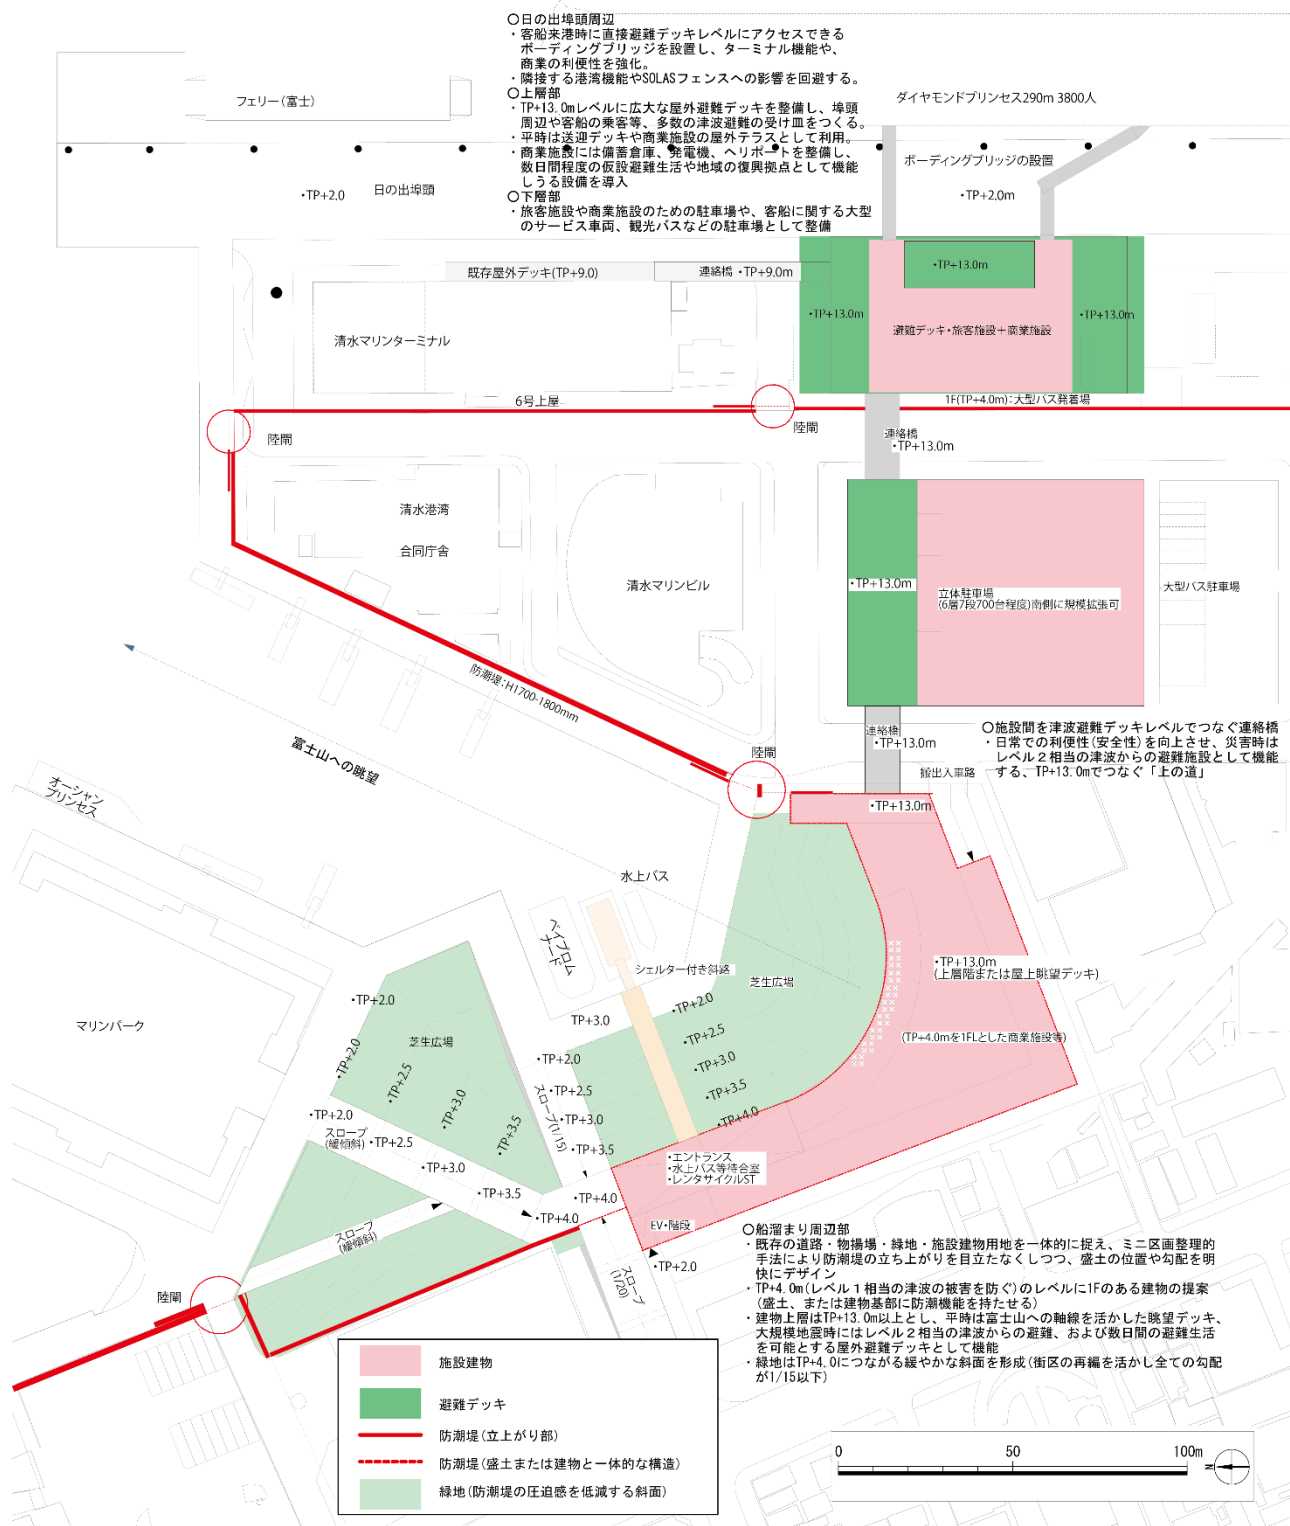 〇日の出埠頭周辺
・客船来港時に直接避難デッキレベルにアクセスできる
ボーディングブリッジを設置し、ターミナル機能や、
商業の利便性を強化。
・隣接する港湾機能やSOLASフェンスへの影響を回避する。
〇上層部
・TP+13.0mレベルに広大な屋外避難デッキを整備し、埠頭
周辺や客船の乗客等、多数の津波避難の受け皿をつくる。
・平時は送迎デッキや商業施設の屋外テラスとして利用。
・商業施設には備蓄倉庫、発電機、ヘリポートを整備し、
数日間程度の仮設避難生活や地域の復興拠点として機能
しうる設備を導入
〇下層部
・旅客施設や商業施設のための駐車場や、客船に関する大型
のサービス車両、観光バスなどの駐車場として整備
フェリー(富士)
ダイヤモンドプリンセス290m 3800人
ボーディングブリッジの設置
日の出埠頭
・TP+2.0
・TP+2.0m
既存屋外デッキ(TP+9.0)
連絡橋 ・TP+9.0m
・TP+13.0m
・TP+13.0m
・TP+13.0m
避難デッキ・旅客施設+商業施設
清水マリンターミナル
6号上屋
1F(TP+4.0m):大型バス発着場
陸閘
陸閘
連絡橋
・TP+13.0m
清水港湾
合同庁舎
清水マリンビル
・TP+13.0m
立体駐車場
(6層7段700台程度)南側に規模拡張可
大型バス駐車場
防潮堤:H1700-1800mm
富士山への眺望
陸閘
連絡橋
・TP+13.0m
〇施設間を津波避難デッキレベルでつなぐ連絡橋
・日常での利便性(安全性)を向上させ、災害時は
レベル2相当の津波からの避難施設として機能
する、TP+13.0mでつなぐ「上の道」
搬出入車路
・TP+13.0m
オーシャン
プリンセス
水上バス
ベイプロム
ナード
シェルター付き斜路
芝生広場
・TP+13.0m
(上層階または屋上眺望デッキ)
(TP+4.0mを1FLとした商業施設等)
マリンパーク
芝生広場
・TP+2.0
・TP+2.0
・TP+2.5
・TP+3.0
・TP+3.5
TP+3.0
・TP+2.0
・TP+2.5
・TP+3.0
・TP+3.5
・TP+4.0
・TP+2.0
・TP+2.5
・TP+3.0
・TP+3.5
スロープ(1/15)
・TP+2.0
スロープ
(緩傾斜)
・TP+2.5
・TP+3.0
・TP+3.5
・TP+4.0
・TP+4.0
スロープ
(緩傾斜)
・エントランス
・水上バス等待合室
・レンタサイクルST
EV・階段
・TP+2.0
スロープ
(1/20)
陸閘
〇船溜まり周辺部
・既存の道路・物揚場・緑地・施設建物用地を一体的に捉え、ミニ区画整理的
手法により防潮堤の立ち上がりを目立たなくしつつ、盛土の位置や勾配を明
快にデザイン
・TP+4.0m(レベル1相当の津波の被害を防ぐ)のレベルに1Fのある建物の提案
(盛土、または建物基部に防潮機能を持たせる)
・建物上層はTP+13.0m以上とし、平時は富士山への軸線を活かした眺望デッキ、
大規模地震時にはレベル2相当の津波からの避難、および数日間の避難生活
を可能とする屋外避難デッキとして機能
・緑地はTP+4.0につながる緩やかな斜面を形成(街区の再編を活かし全ての勾配
が1/15以下)
施設建物
避難デッキ
防潮堤(立上がり部)
防潮堤(盛土または建物と一体的な構造)
緑地(防潮堤の圧迫感を低減する斜面)
0 50 100m
N